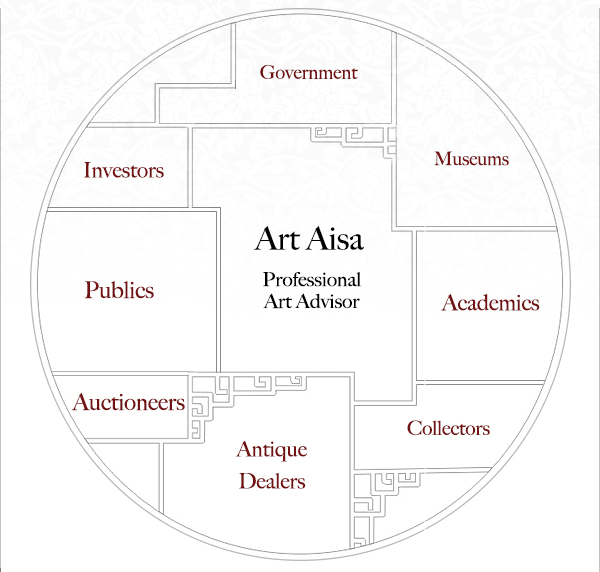 Government
Museums
Investors
Art Aisa
Professional
Art Advisor
Publics
Academics
Auctioneers
Collectors
Antique
Dealers